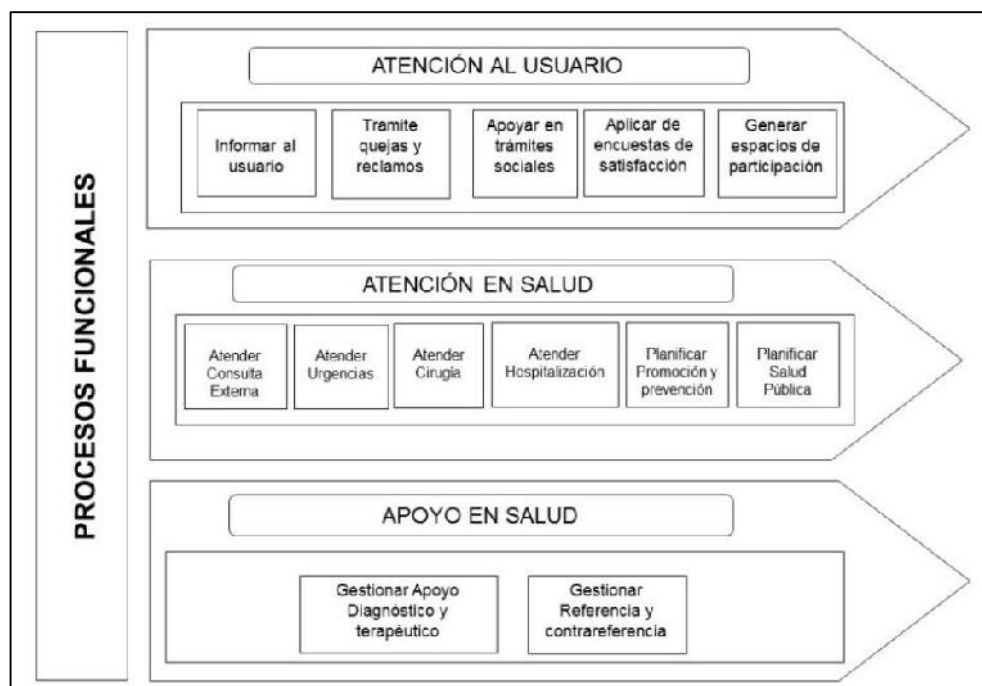 PROCESOS FUNCIONALES
ATENCIÓN AL USUARIO
Informar al
usuario
Tramite
quejas y
reclamos
Apoyar en
trámites
sociales
Aplicar de
encuestas de
satisfacción
Generar
espacios de
participación
ATENCIÓN EN SALUD
Atender
Consulta
Externa
Atender
Urgencias
Atender
Cirugía
Atender
Hospitalización
Planificar
Promoción y
prevención
Planificar
Salud
Pública
APOYO EN SALUD
Gestionar Apoyo
Diagnóstico y
terapéutico
Gestionar
Referencia y
contrareferencia